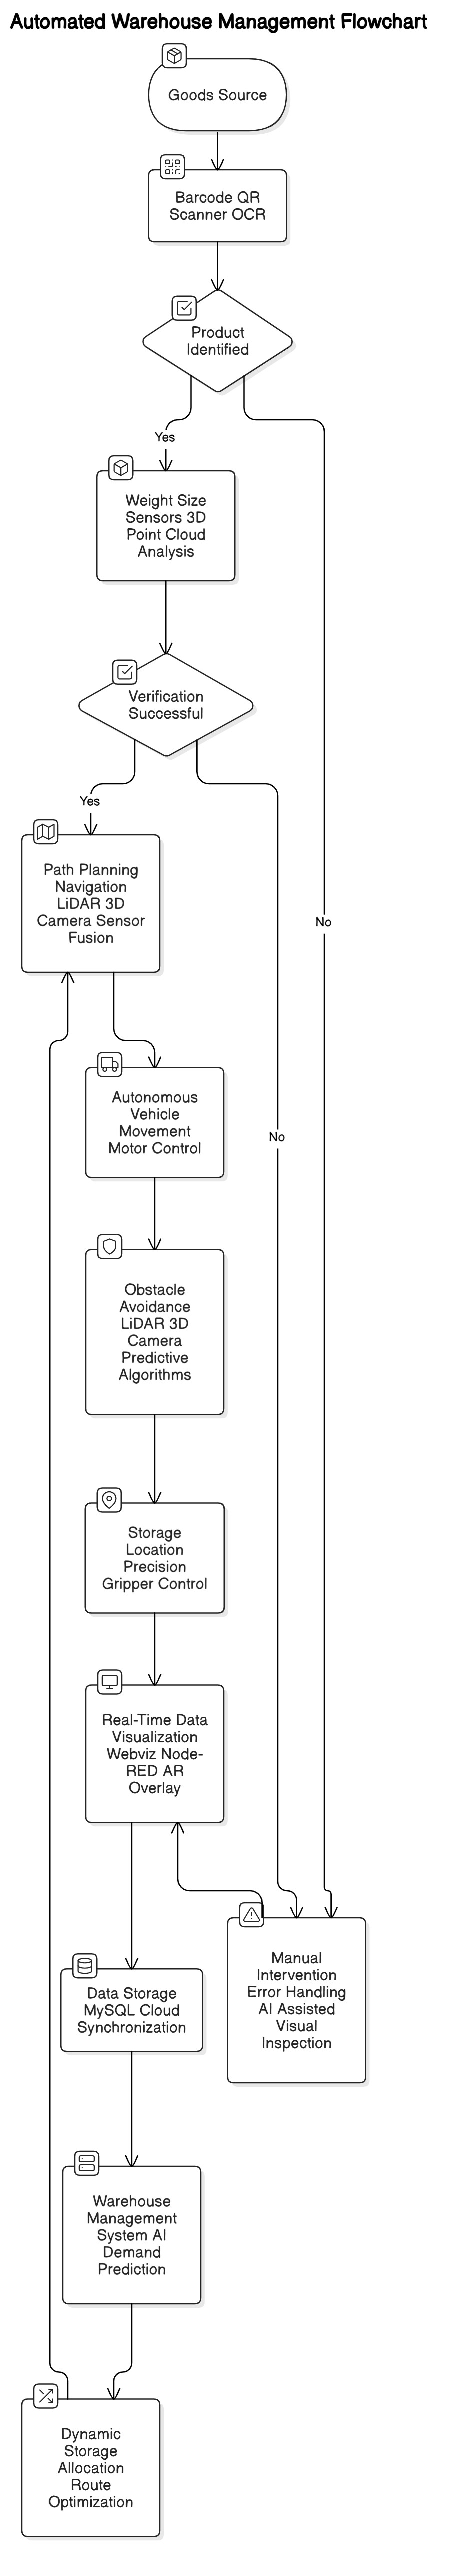 Automated Warehouse Management Flowchart
Goods Source
Barcode QR
Scanner OCR
Product
Identified
Yes
Weight Size
Sensors 3D
Point Cloud
Analysis
Verification
Successful
Yes
Path Planning
Navigation
LiDAR 3D
Camera Sensor
Fusion
No
Autonomous
Vehicle
Movement
Motor Control
No
Obstacle
Avoidance
LiDAR 3D
Camera
Predictive
Algorithms
Storage
Location
Precision
Gripper Control
Real-Time Data
Visualization
Webviz Node-
RED AR
Overlay
Manual
Intervention
Error Handling
AI Assisted
Visual
Inspection
Data Storage
MySQL Cloud
Synchronization
Warehouse
Management
System AI
Demand
Prediction
Dynamic
Storage
Allocation
Route
Optimization